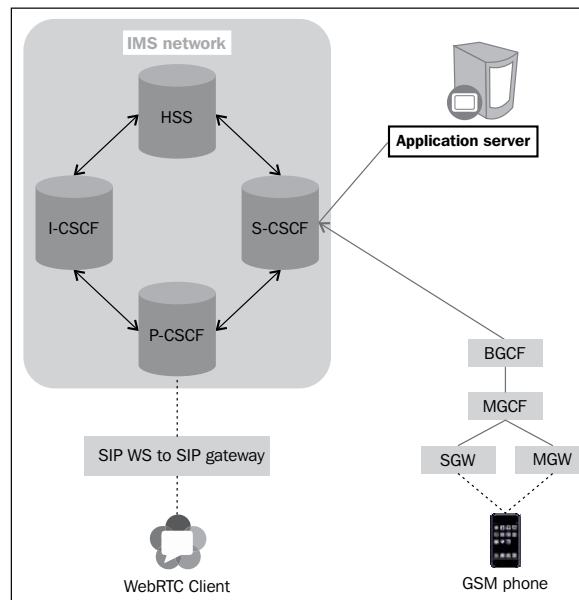 IMS network
HSS
Application server
I-CSCF
S-CSCF
P-CSCF
BGCF
MGCF
SIP WS to SIP gateway
SGW
MGW
WebRTC Client
GSM phone